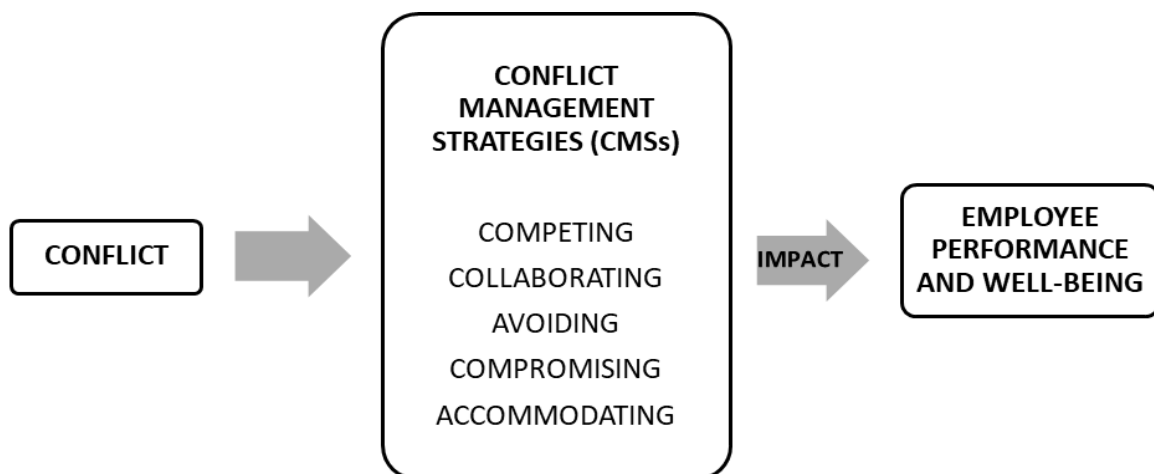 CONFLICT
CONFLICT
MANAGEMENT
STRATEGIES (CMSs)
COMPETING
COLLABORATING
AVOIDING
COMPROMISING
ACCOMMODATING
IMPACT
EMPLOYEE
PERFORMANCE
AND WELL-BEING